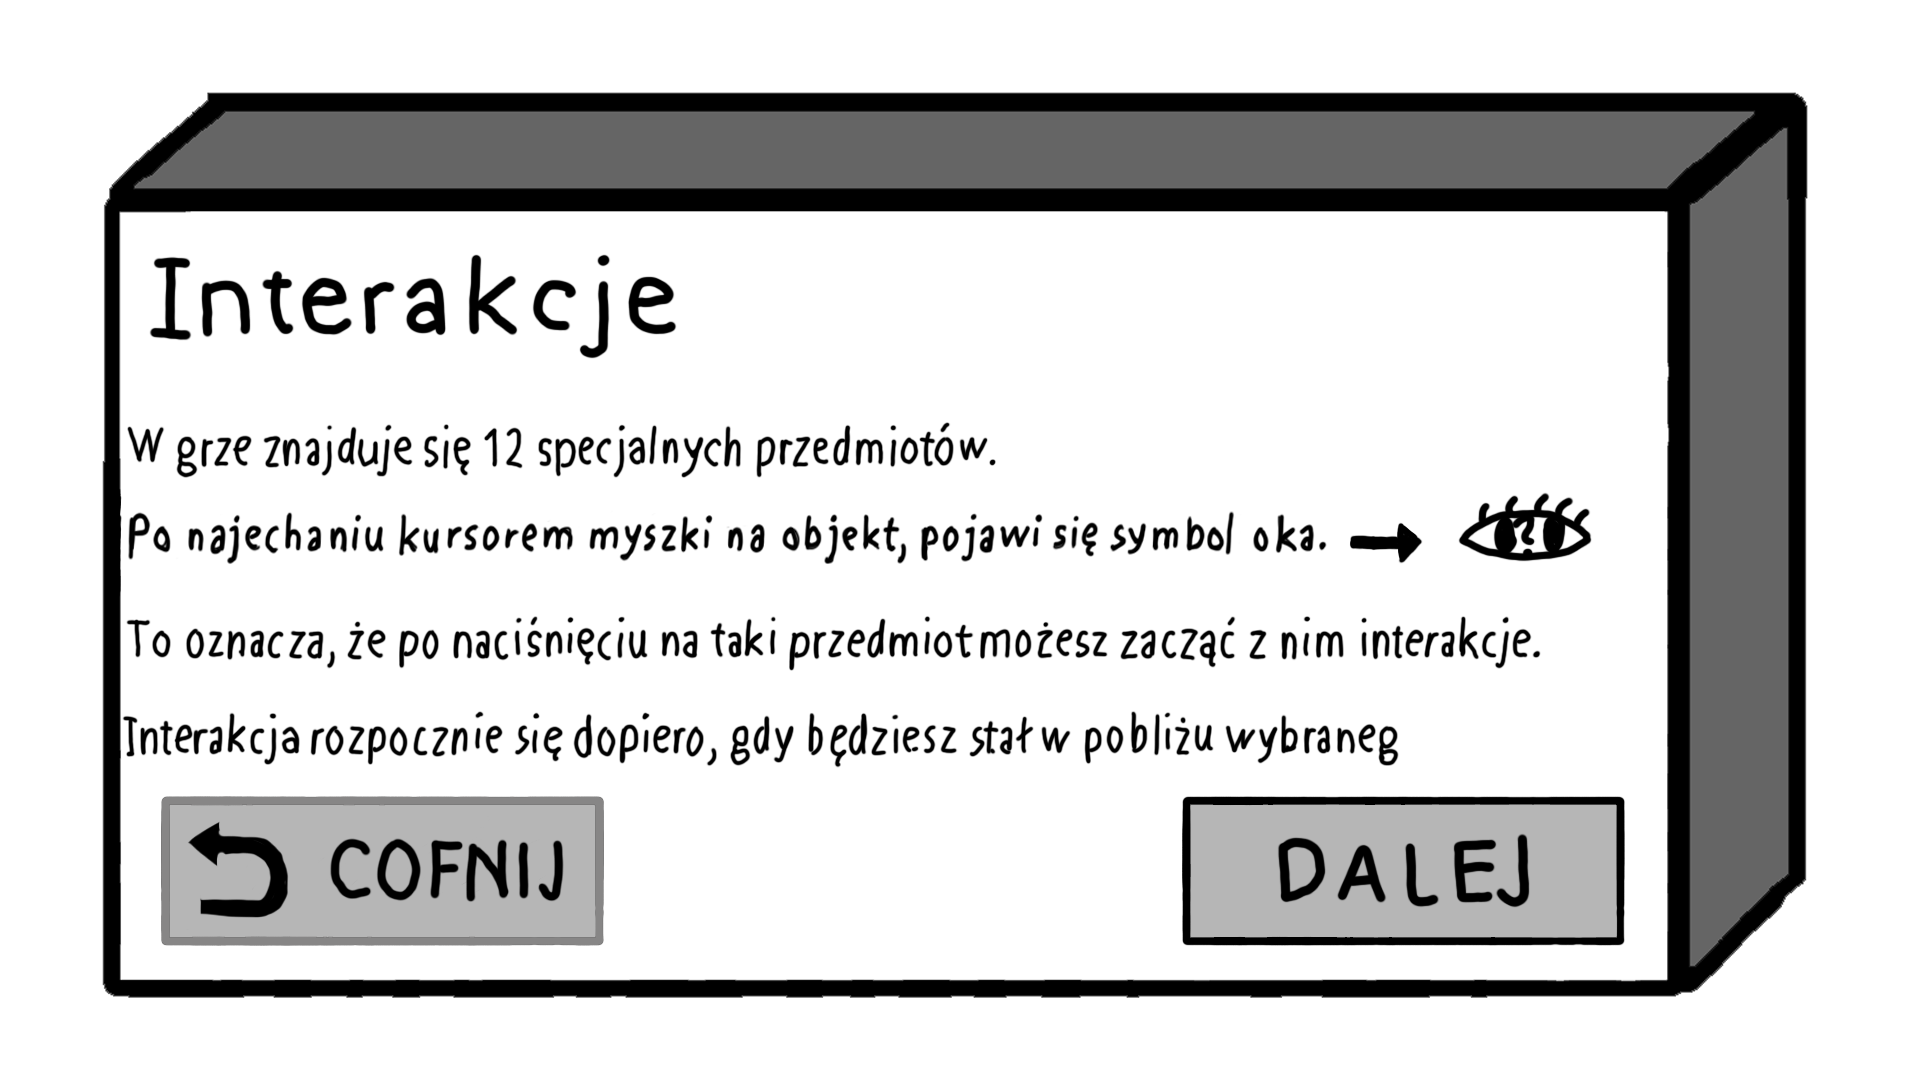 Interakcje
W grze znajduje się 12 specjalnych przedmiotów.
Po najechaniu kursorem myszki na objekt, pojawi się symbol oka.
?
To oznacza, że po naciśnięciu na taki przedmiot możesz zacząć z nim interakcje.
Interakcja rozpocznie się dopiero, gdy będziesz stał w pobliżu wybraneg
COFNIJ
DALEJ